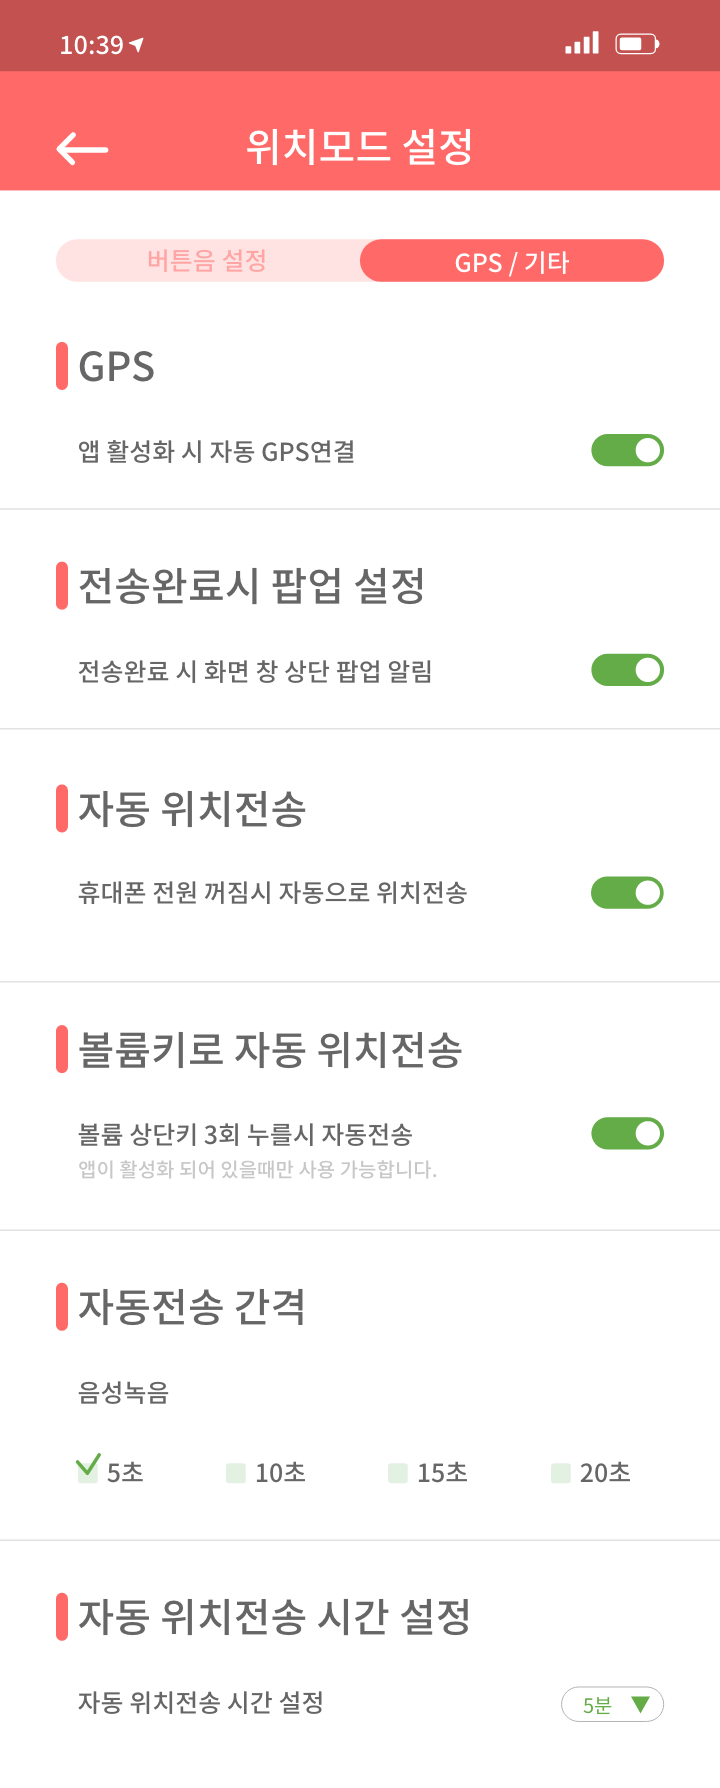 10:39
위치모드 설정
버튼음 설정
GPS / 기타
GPS
앱 활성화 시 자동 GPS연결
전송완료시 팝업 설정
전송완료 시 화면 창 상단 팝업 알림
자동 위치전송
휴대폰 전원 꺼짐시 자동으로 위치전송
볼륨키로 자동 위치전송
볼륨 상단키 3회 누를시 자동전송
앱이 활성화 되어 있을때만 사용 가능합니다.
자동전송 간격
음성녹음
5초 10초 15초 20초
자동 위치전송 시간 설정
자동 위치전송 시간 설정
5분